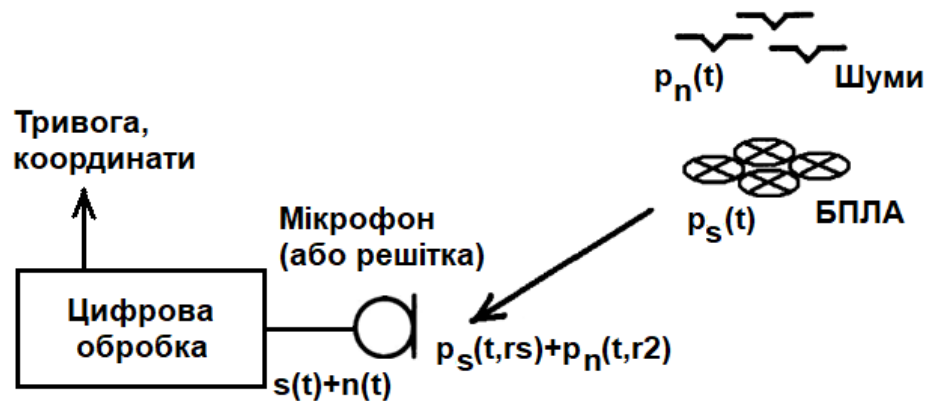 pn(t)
Шуми
Тривога,
координати
ps(t)
БПЛА
Мікрофон
(або решітка)
Цифрова
обробка
ps(t,rs)+pn(t,r2)
s(t)+n(t)